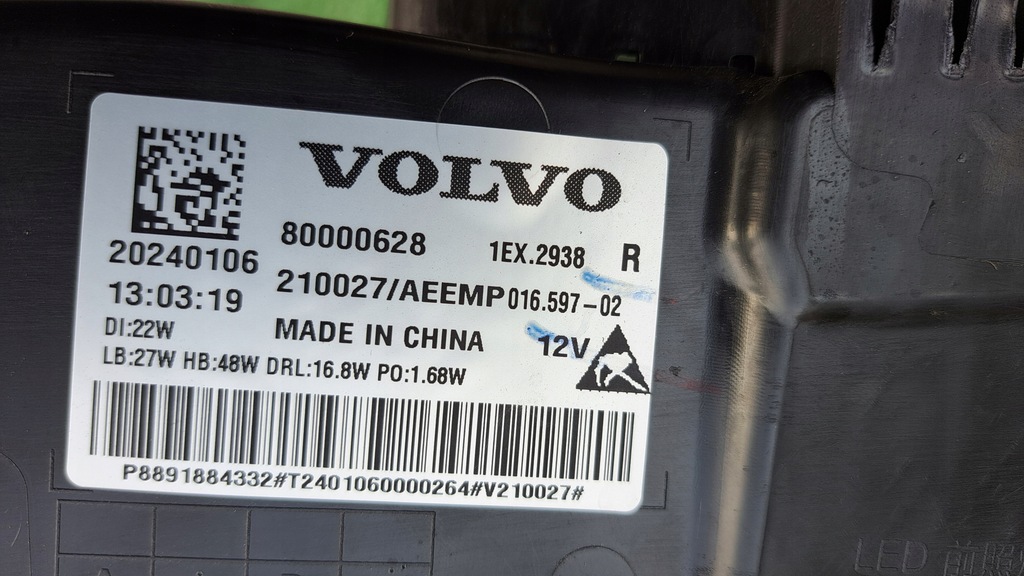 VOLVO
80000628 1EX.2938 R
20240106
210027/AEEMP 016.597-02
13:03:19
MADE IN CHINA 12V
DI:22W
LB:27W HB:48W DRL:16.8W PO:1.68W
P8891884332#T2401060000264#V210027#
LED 前照